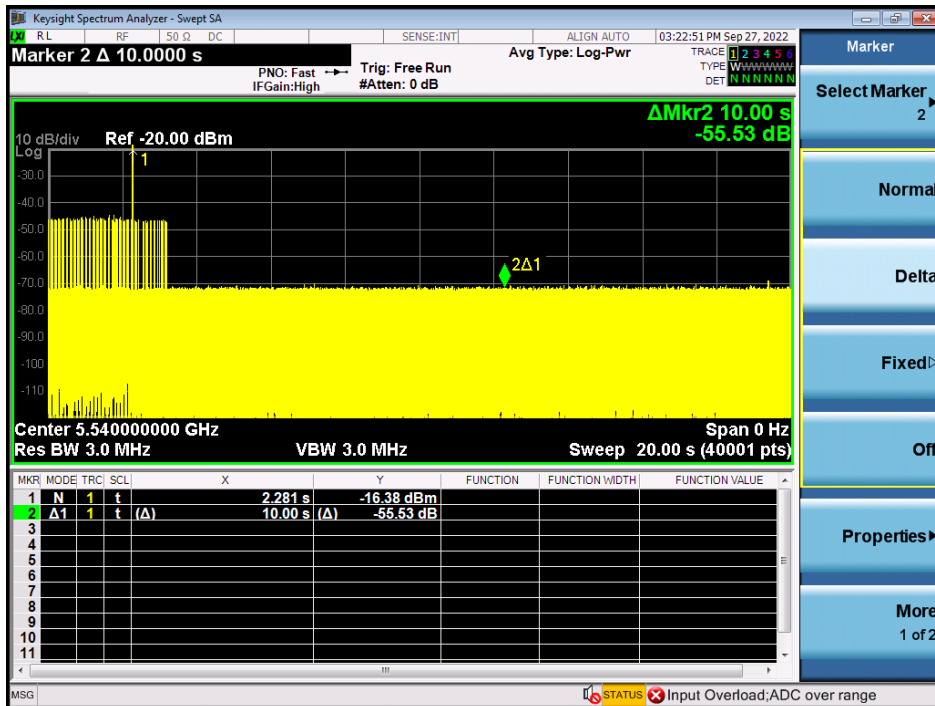 Keysight Spectrum Analyzer - Swept SA
LXI RL RF 50 Ω DC SENSE:INT ALIGN AUTO 03:22:51 PM Sep 27, 2022
Marker 2 Δ 10.0000 s
PNO: Fast
IFGain:High
Trig: Free Run
#Atten: 0 dB
Avg Type: Log-Pwr
TRACE 1 2 3 4 5 6
TYPE WWWWWW
DET N N N N N N
ΔMkr2 10.00 s
-55.53 dB
10 dB/div Ref -20.00 dBm
Log
1
-30.0
-40.0
-50.0
-60.0
2Δ1
-70.0
-80.0
-90.0
-100
-110
Center 5.540000000 GHz Span 0 Hz
Res BW 3.0 MHz VBW 3.0 MHz Sweep 20.00 s (40001 pts)
MKR MODE TRC SCL X Y FUNCTION FUNCTION WIDTH FUNCTION VALUE
1 N 1 t 2.281 s -16.38 dBm
2 Δ1 1 t (Δ) 10.00 s (Δ) -55.53 dB
3
4
5
6
7
8
9
10
11
MSG STATUS Input Overload;ADC over range
Marker
Select Marker
2
Normal
Delta
Fixed
Off
Properties
More
1 of 2